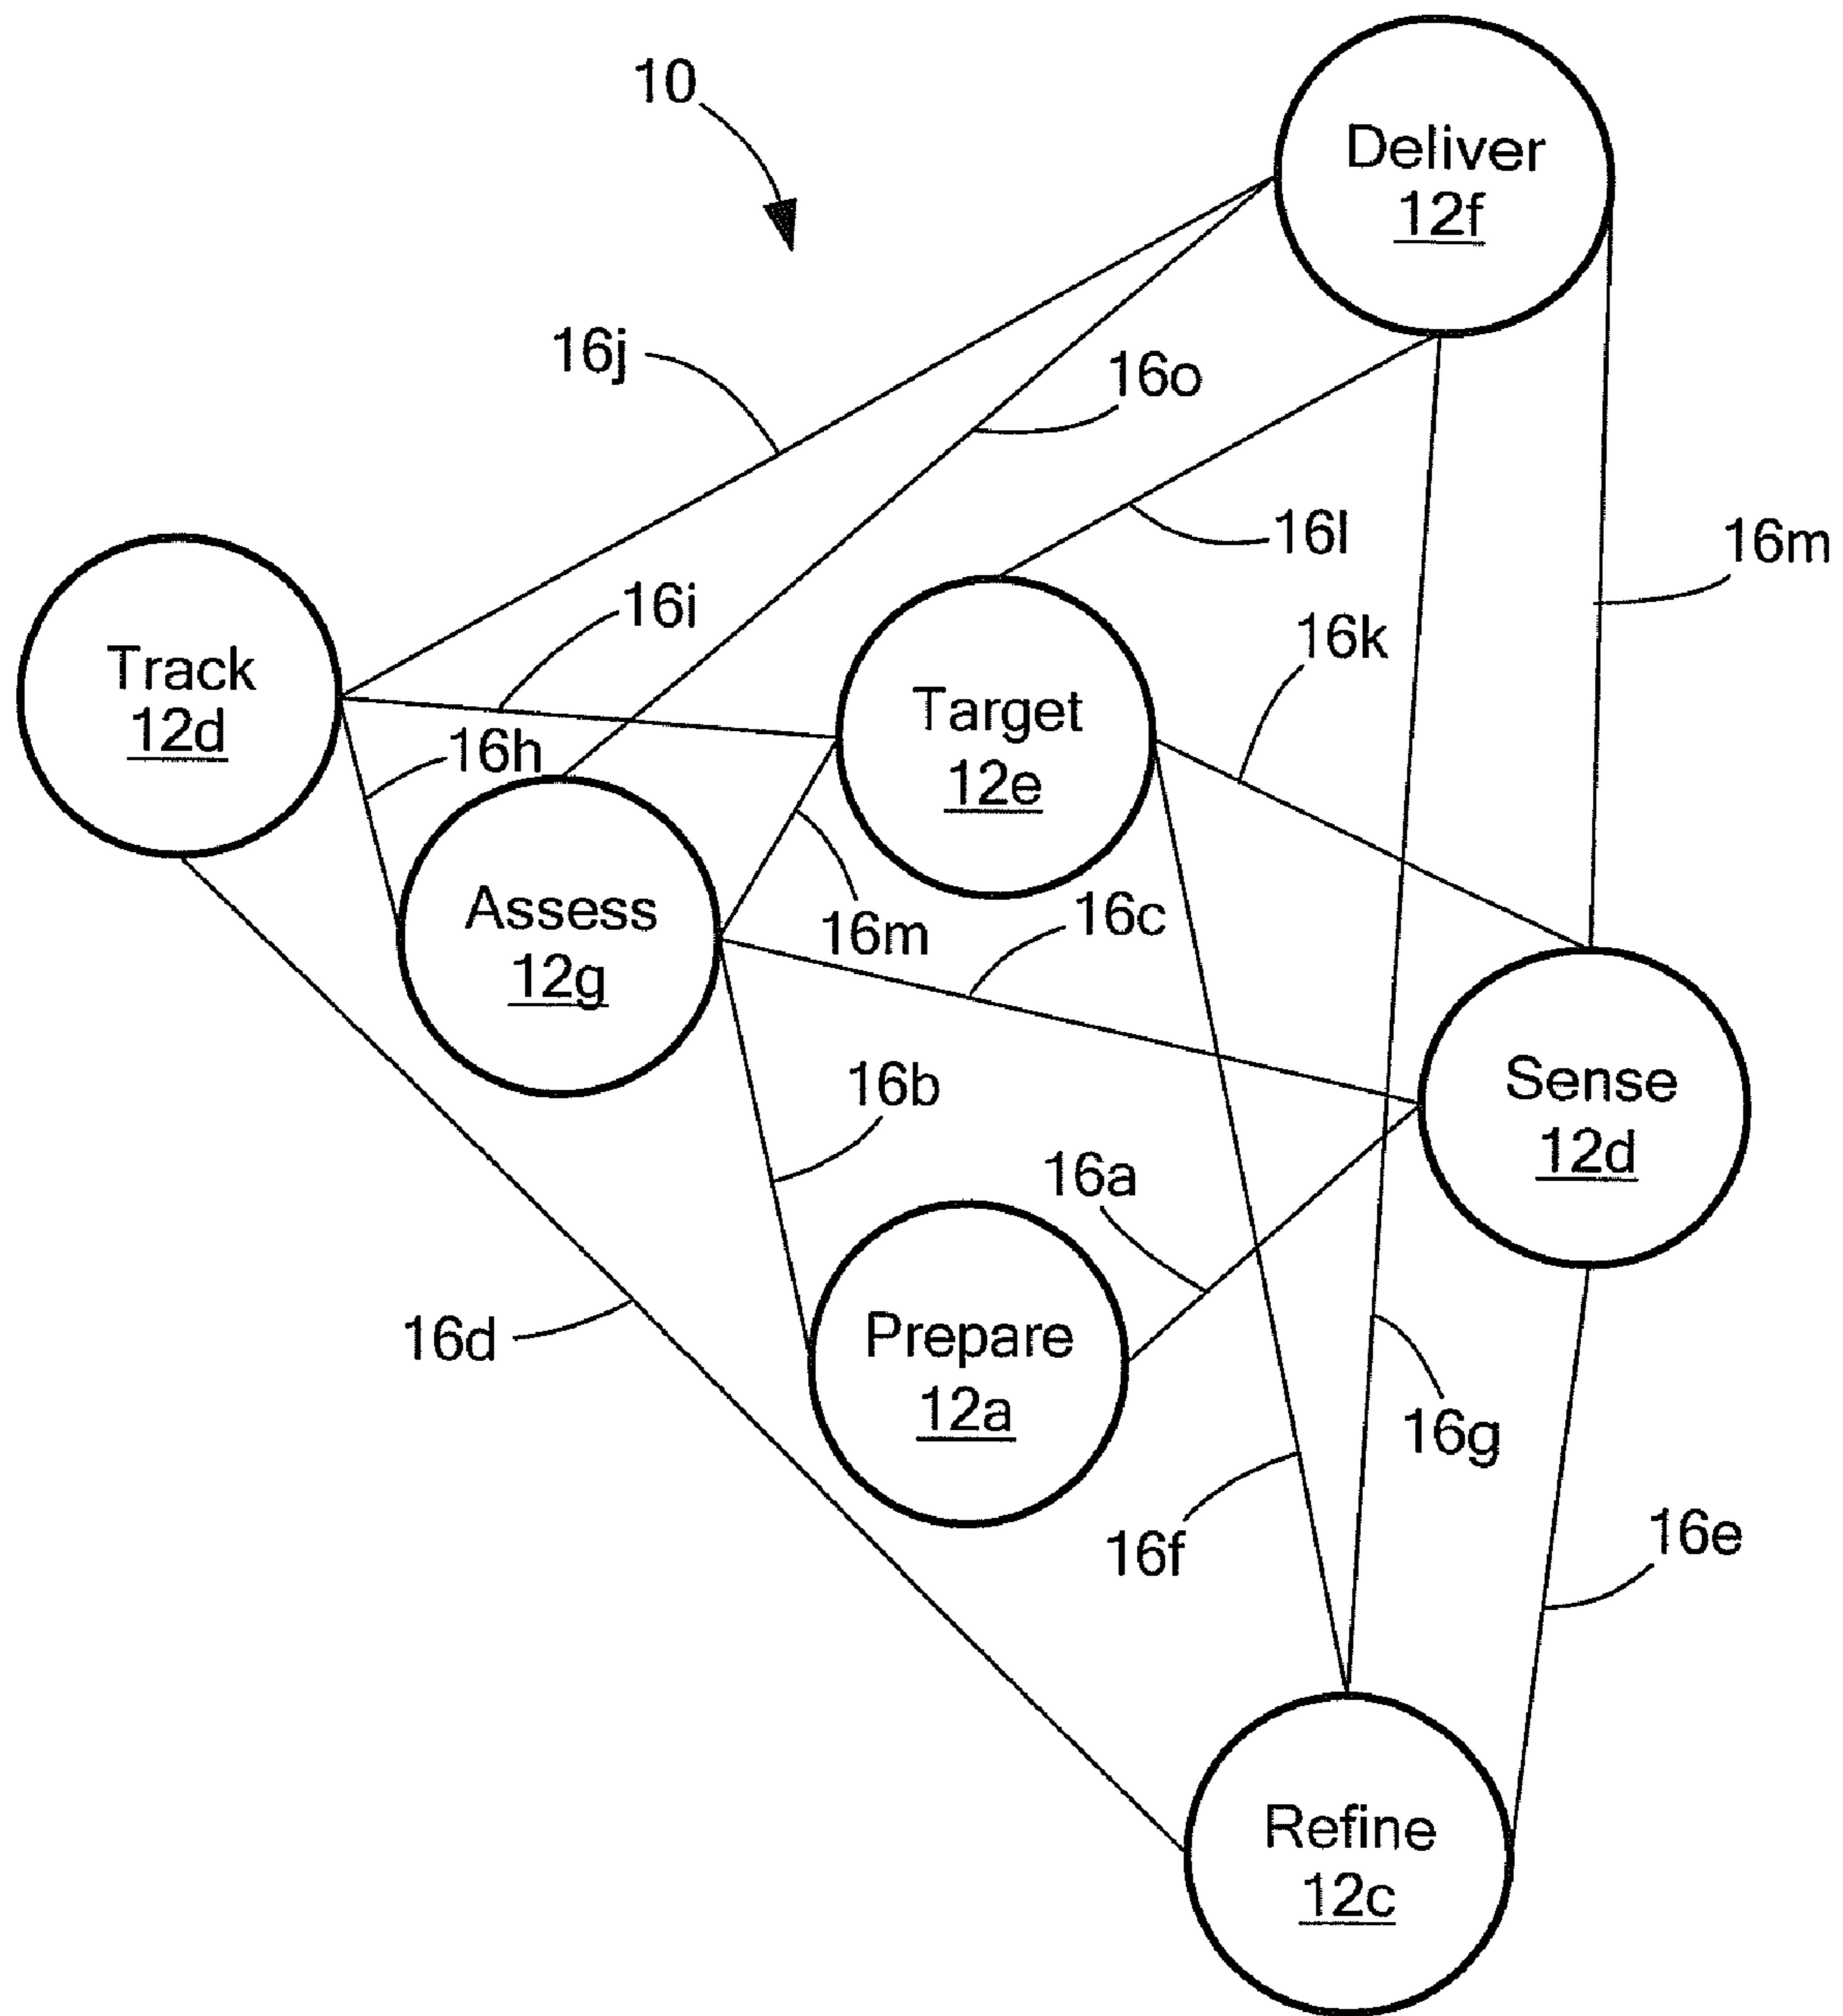 10
Deliver
12f
16j
16o
16l
16m
16i
16k
Track
12d
Target
12e
16h
Assess
12g
16m
16c
Sense
12d
16b
16a
Prepare
12a
16d
16g
16f
16e
Refine
12c